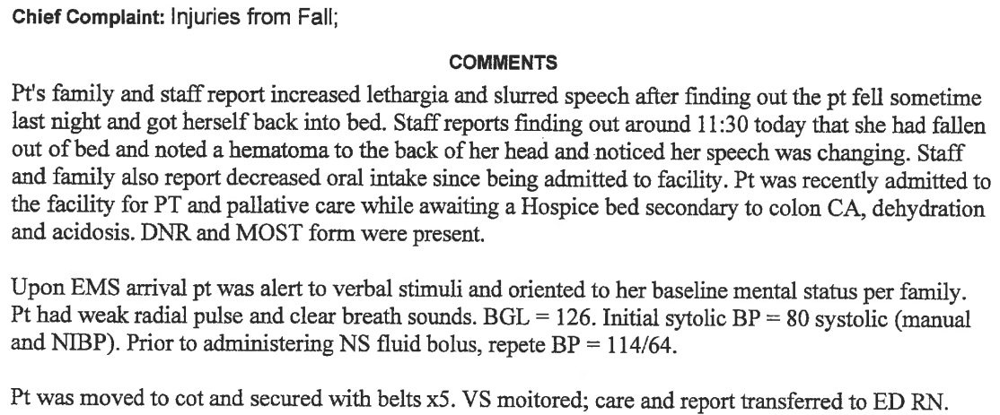 Chief Complaint: Injuries from Fall;
COMMENTS
Pt's family and staff report increased lethargia and slurred speech after finding out the pt fell sometime
last night and got herself back into bed. Staff reports finding out around 11:30 today that she had fallen
out of bed and noted a hematoma to the back of her head and noticed her speech was changing. Staff
and family also report decreased oral intake since being admitted to facility. Pt was recently admitted to
the facility for PT and pallative care while awaiting a Hospice bed secondary to colon CA, dehydration
and acidosis. DNR and MOST form were present.
Upon EMS arrival pt was alert to verbal stimuli and oriented to her baseline mental status per family.
Pt had weak radial pulse and clear breath sounds. BGL = 126. Initial sytolic BP = 80 systolic (manual
and NIBP). Prior to administering NS fluid bolus, repete BP = 114/64.
Pt was moved to cot and secured with belts x5. VS moitored; care and report transferred to ED RN.